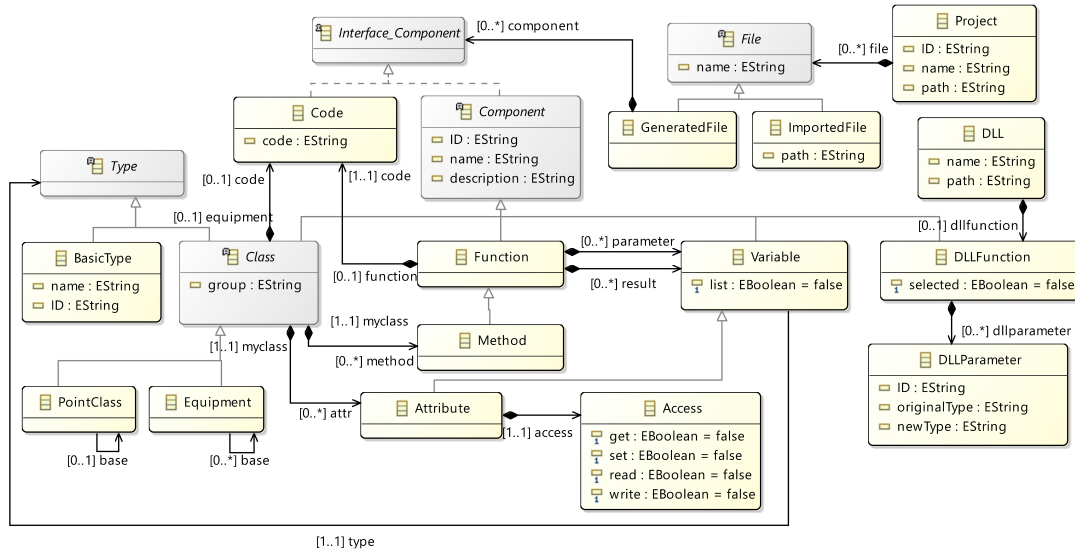 Interface_Component
[0..*] component
File
name : EString
[0..*] file
Project
ID : EString
name : EString
path : EString
Code
code : EString
Component
ID : EString
name : EString
description : EString
GeneratedFile
ImportedFile
path : EString
DLL
name : EString
path : EString
Type
[0..1] code
[1..1] code
[0..1] equipment
[0..1] dllfunction
BasicType
name : EString
ID : EString
Class
group : EString
[0..1] function
Function
[0..*] parameter
[0..*] result
Variable
list : EBoolean = false
DLLFunction
selected : EBoolean = false
[1..1] myclass
[1..1] myclass
[0..*] method
Method
[0..*] dllparameter
DLLParameter
ID : EString
originalType : EString
newType : EString
PointClass
Equipment
[0..1] base
[0..*] base
[0..*] attr
Attribute
[1..1] access
Access
get : EBoolean = false
set : EBoolean = false
read : EBoolean = false
write : EBoolean = false
[1..1] type